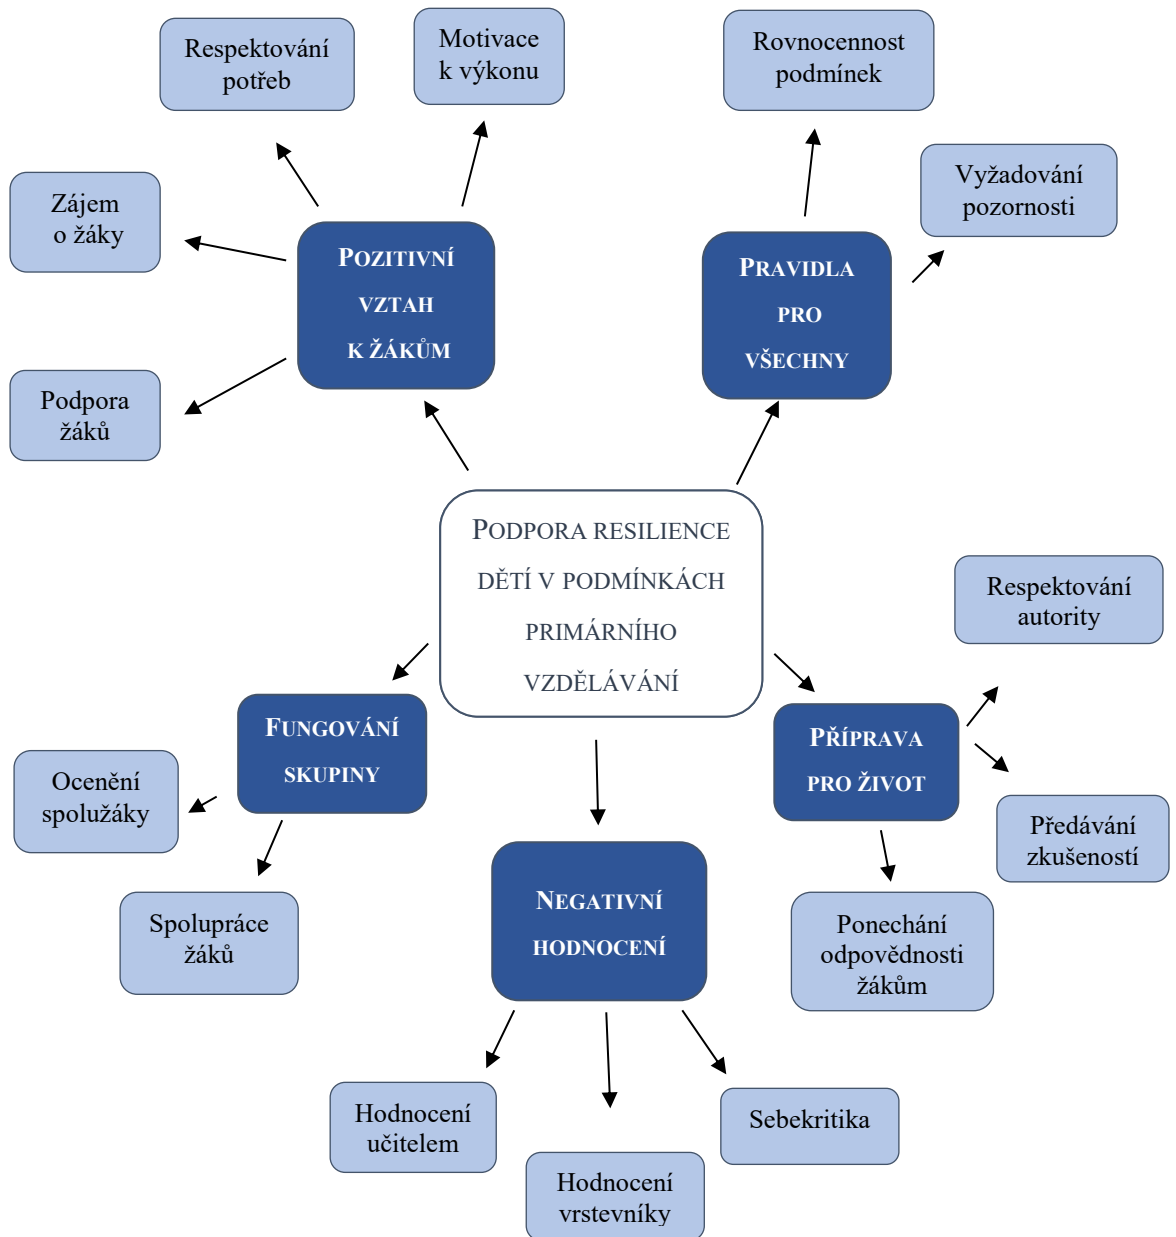 Respektování
potřeb
Motivace
k výkonu
Rovnocennost
podmínek
Vyžadování
pozornosti
Zájem
o žáky
POZITIVNÍ
VZTAH
K ŽÁKŮM
PRAVIDLA
PRO
VŠECHNY
Podpora
žáků
PODPORA RESILIENCE
DĚTÍ V PODMÍNKÁCH
PRIMÁRNÍHO
VZDĚLÁVÁNÍ
Respektování
autority
FUNGOVÁNÍ
SKUPINY
PŘÍPRAVA
PRO ŽIVOT
Ocenění
spolužáky
Předávání
zkušeností
Spolupráce
žáků
NEGATIVNÍ
HODNOCENÍ
Ponechání
odpovědnosti
žákům
Hodnocení
učitelem
Sebekritika
Hodnocení
vrstevníky